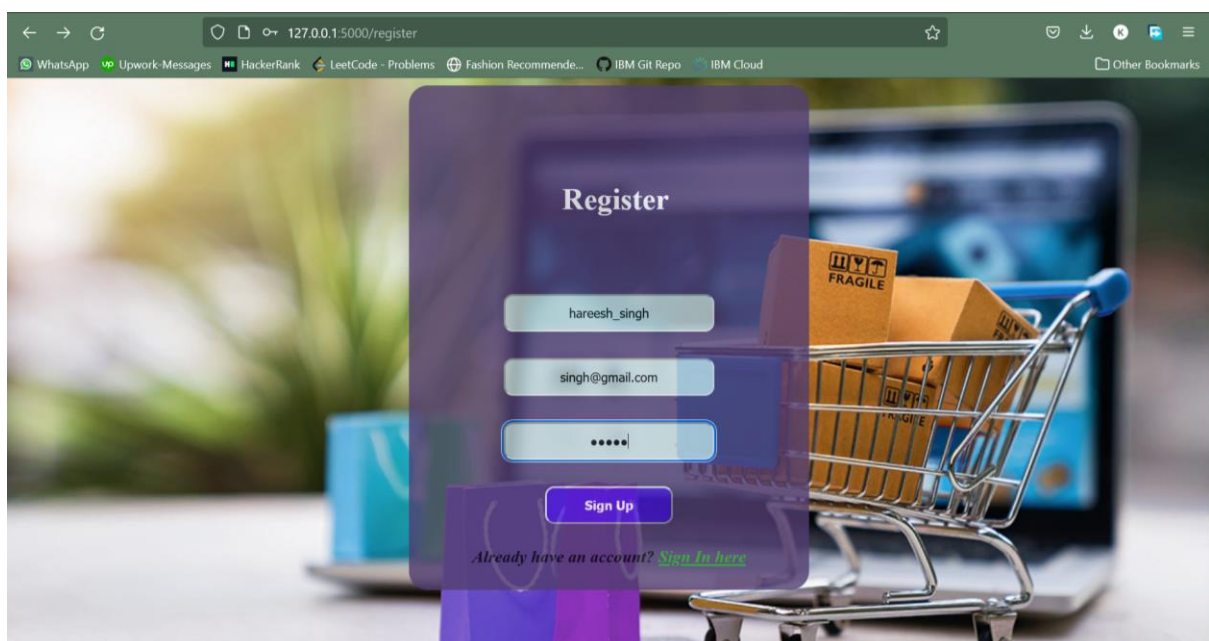 127.0.0.1:5000/register
K
WhatsApp Upwork-Messages HackerRank LeetCode - Problems Fashion Recommende... IBM Git Repo IBM Cloud Other Bookmarks
Register
FRAGILE
hareesh_singh
singh@gmail.com
FRAGILE
•••••
Sign Up
Already have an account? Sign In here